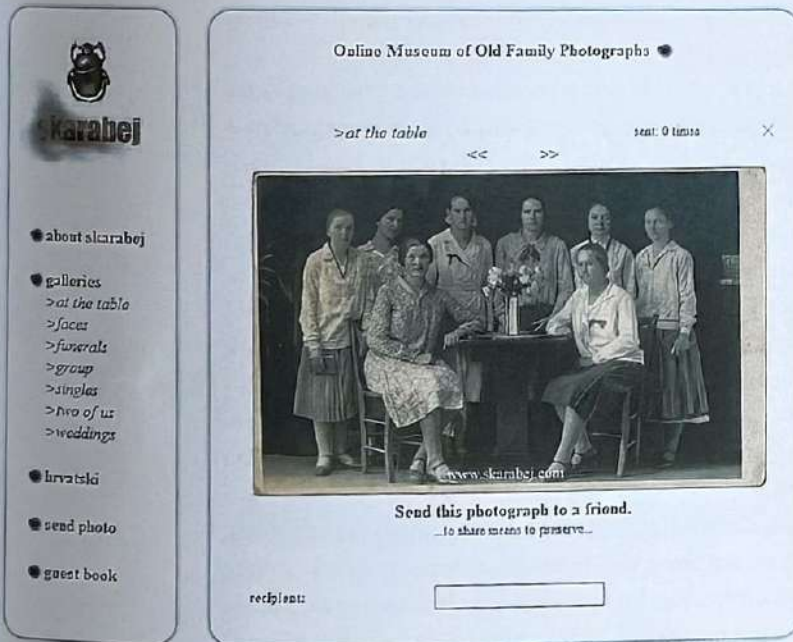 skarabej
about skarabej
galleries
>at the table
>faces
>funerals
>group
>singles
>two of us
>weddings
hrvatski
send photo
guest book
Online Museum of Old Family Photographs
>at the table
sent: 0 times
×
<< >>
www.skarabej.com
Send this photograph to a friend.
...to share means to preserve...
recipient: